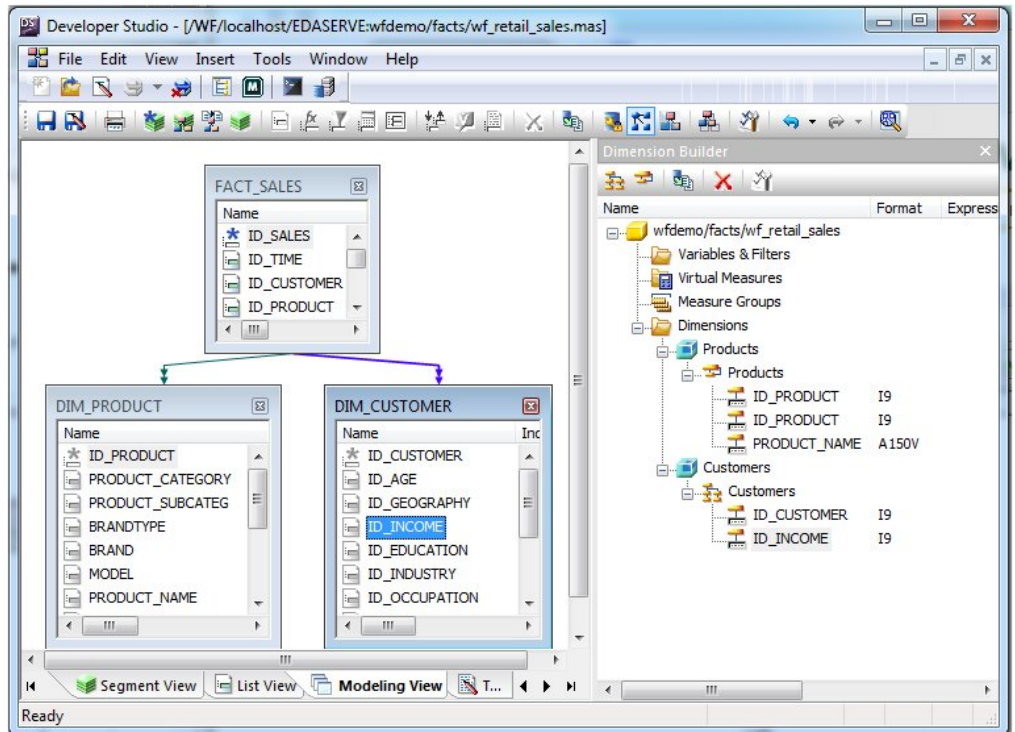 Developer Studio - [/WF/localhost/EDASERVE:wfdemo/facts/wf_retail_sales.mas]
File Edit View Insert Tools Window Help
FACT_SALES
Name
ID_SALES
ID_TIME
ID_CUSTOMER
ID_PRODUCT
DIM_PRODUCT
Name
ID_PRODUCT
PRODUCT_CATEGORY
PRODUCT_SUBCATEG
BRANDTYPE
BRAND
MODEL
PRODUCT_NAME
DIM_CUSTOMER
Name Inc
ID_CUSTOMER
ID_AGE
ID_GEOGRAPHY
ID_INCOME
ID_EDUCATION
ID_INDUSTRY
ID_OCCUPATION
Segment View List View Modeling View T...
Dimension Builder
Name Format Express
wfdemo/facts/wf_retail_sales
Variables & Filters
Virtual Measures
Measure Groups
Dimensions
Products
Products
ID_PRODUCT I9
ID_PRODUCT I9
PRODUCT_NAME A150V
Customers
Customers
ID_CUSTOMER I9
ID_INCOME I9
Ready